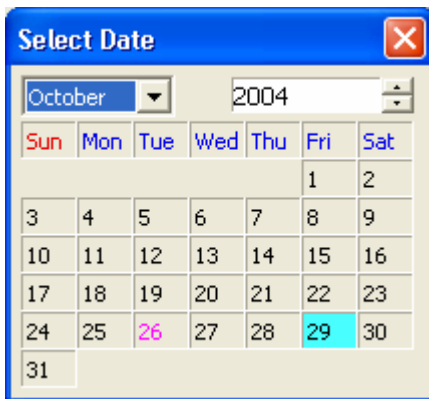 Select Date
October 2004
Sun Mon Tue Wed Thu Fri Sat
1 2
3 4 5 6 7 8 9
10 11 12 13 14 15 16
17 18 19 20 21 22 23
24 25 26 27 28 29 30
31